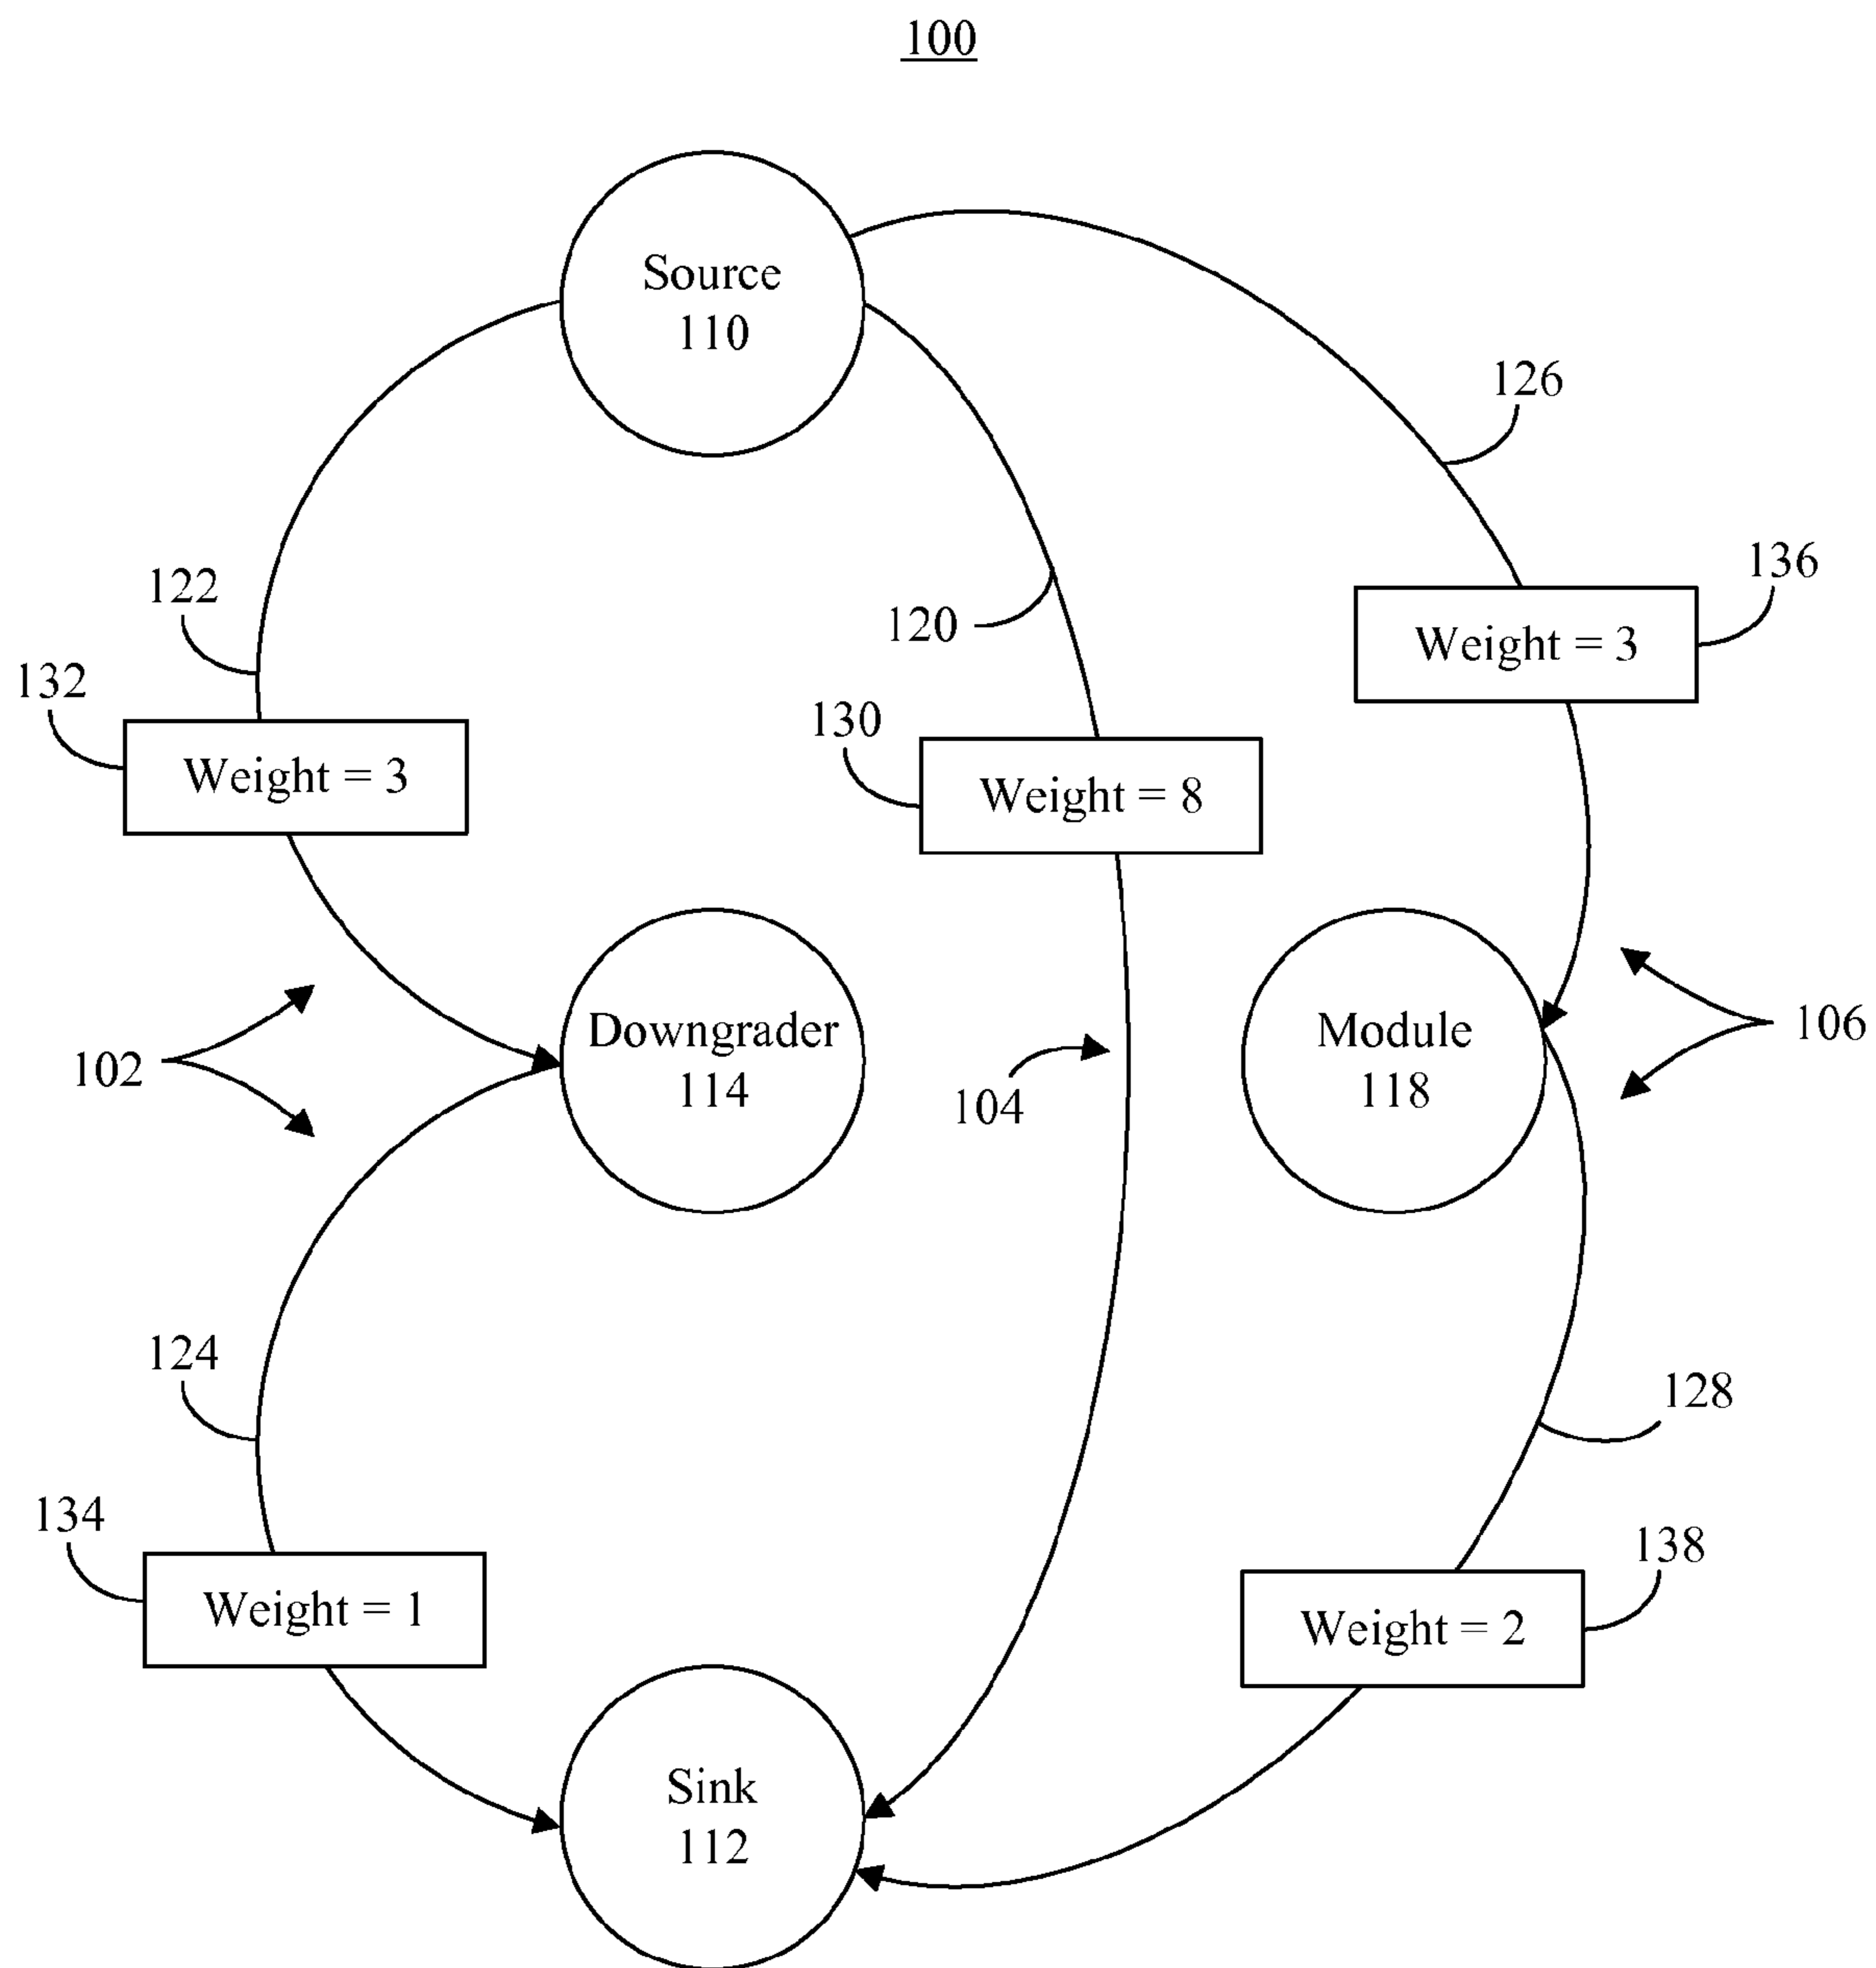 100
Source
110
126
136
122
120
Weight = 3
132
130
Weight = 3
Weight = 8
Downgrader
114
Module
118
106
102
104
124
128
134
138
Weight = 1
Weight = 2
Sink
112